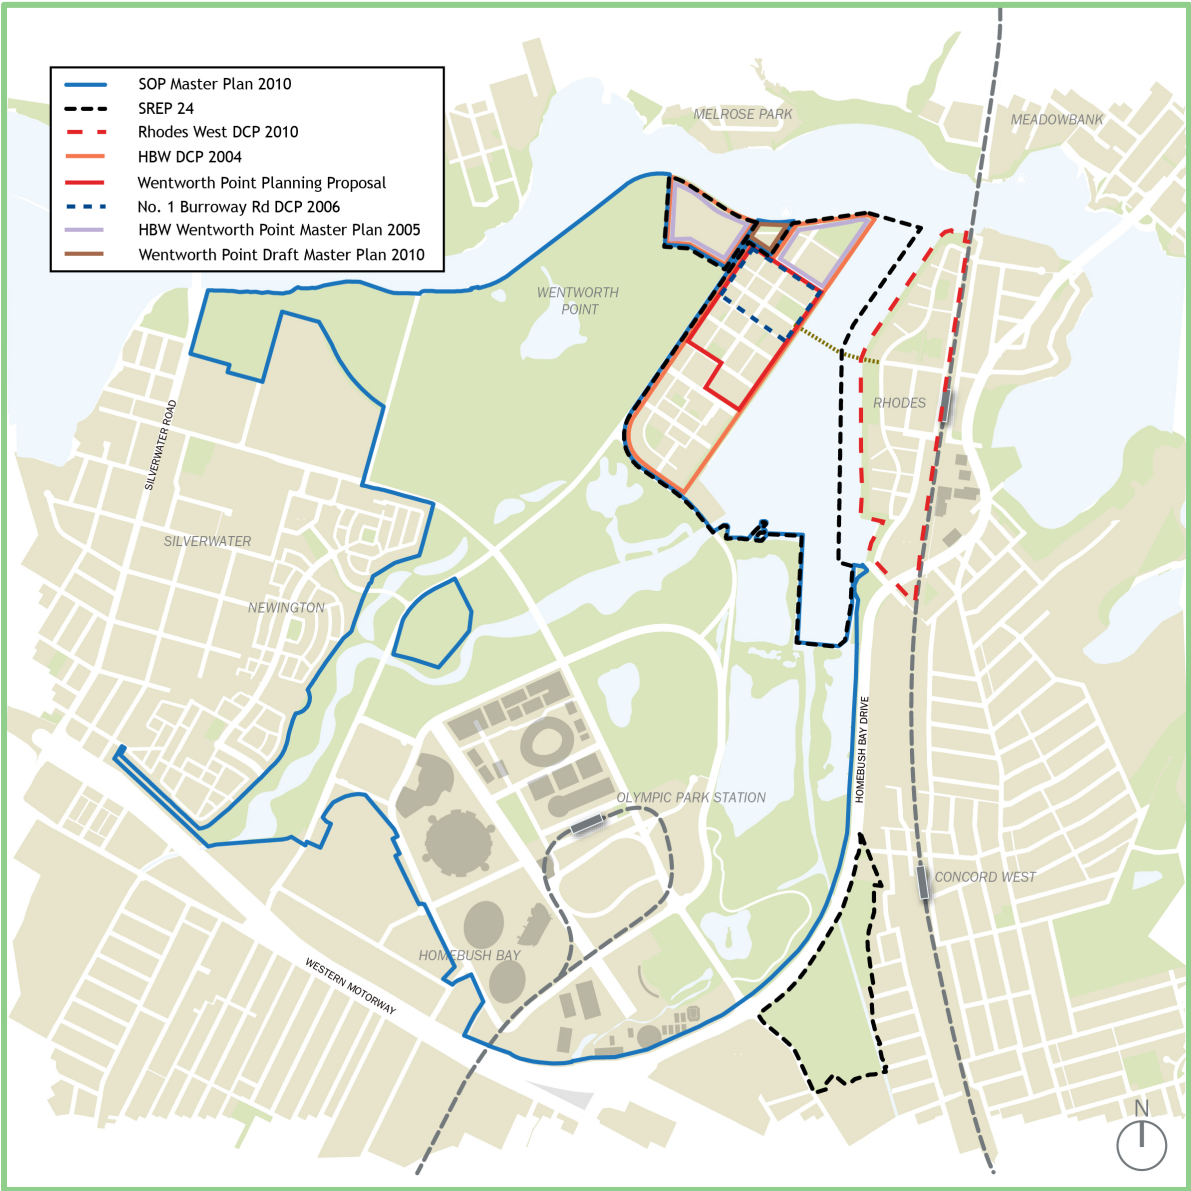 SOP Master Plan 2010
SREP 24
Rhodes West DCP 2010
HBW DCP 2004
Wentworth Point Planning Proposal
No. 1 Burroway Rd DCP 2006
HBW Wentworth Point Master Plan 2005
Wentworth Point Draft Master Plan 2010
MELROSE PARK
MEADOWBANK
WENTWORTH
POINT
RHODES
SILVERWATER ROAD
SILVERWATER
NEWINGTON
HOMEBUSH BAY DRIVE
OLYMPIC PARK STATION
CONCORD WEST
HOMEBUSH BAY
WESTERN MOTORWAY
N